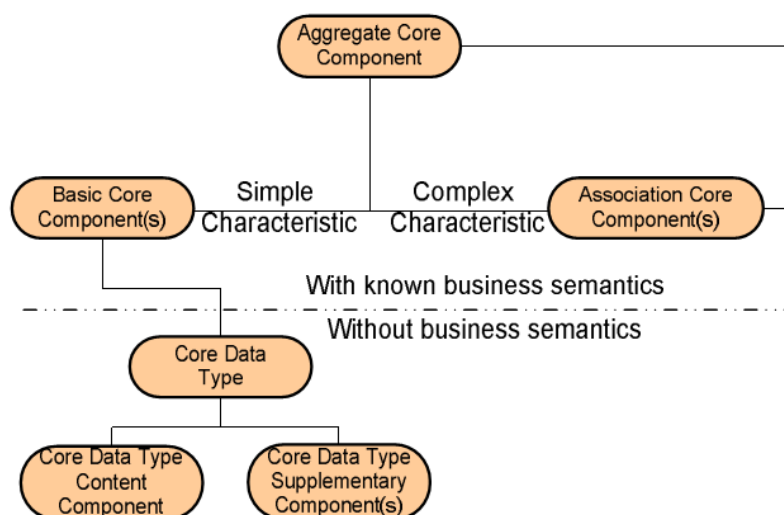 Aggregate Core
Component
Basic Core
Component(s)
Simple
Characteristic
Complex
Characteristic
Association Core
Component(s)
With known business semantics
Without business semantics
Core Data
Type
Core Data Type
Content
Component
Core Data Type
Supplementary
Component(s)